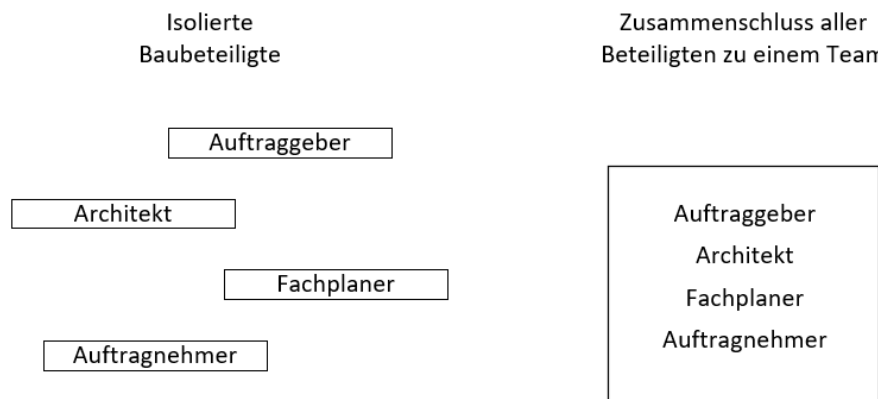 Isolierte
Baubeteiligte
Zusammenschluss aller
Beteiligten zu einem Team
Auftraggeber
Architekt
Fachplaner
Auftragnehmer
Auftraggeber
Architekt
Fachplaner
Auftragnehmer